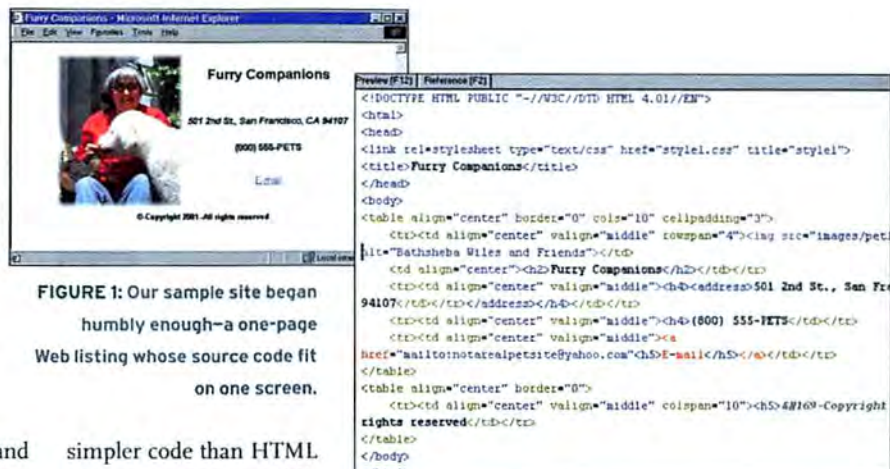 Furry Companions - Microsoft Internet Explorer
File Edit View Favorites Tools Help
Furry Companions
501 2nd St., San Francisco, CA 94107
(900) 555-PETS
E-mail
© Copyright 2001 -All rights reserved
FIGURE 1: Our sample site began
humbly enough—a one-page
Web listing whose source code fit
on one screen.
and simpler code than HTML
Preview [F12] Reference [F2]
<!DOCTYPE HTML PUBLIC "-//W3C//DTD HTML 4.01//EN">
<html>
<head>
<link rel=stylesheet type="text/css" href="style1.css" title="style1">
<title>Furry Companions</title>
</head>
<body>
<table align="center" border="0" cols="10" cellpadding="3">
<tr><td align="center" valign="middle" rowspan="4"><img src="images/peti
alt="Bathsheba Wiles and Friends"></td>
<td align="center"><h2>Furry Companions</h2></td></tr>
<tr><td align="center" valign="middle"><h4><address>501 2nd St., San Fra
94107</td></tr></address></h4></td></tr>
<tr><td align="center" valign="middle"><h4>(800) 555-PETS</td></tr>
<tr><td align="center" valign="middle"><a
href="mailto:notarealpetsite@yahoo.com"<h5>E-mail</h5></a></td></tr>
</table>
<table align="center" border="0">
<tr><td align="center" valign="middle" colspan="10"><h5>&#169-Copyright
rights reserved</td></tr>
</table>
</body>